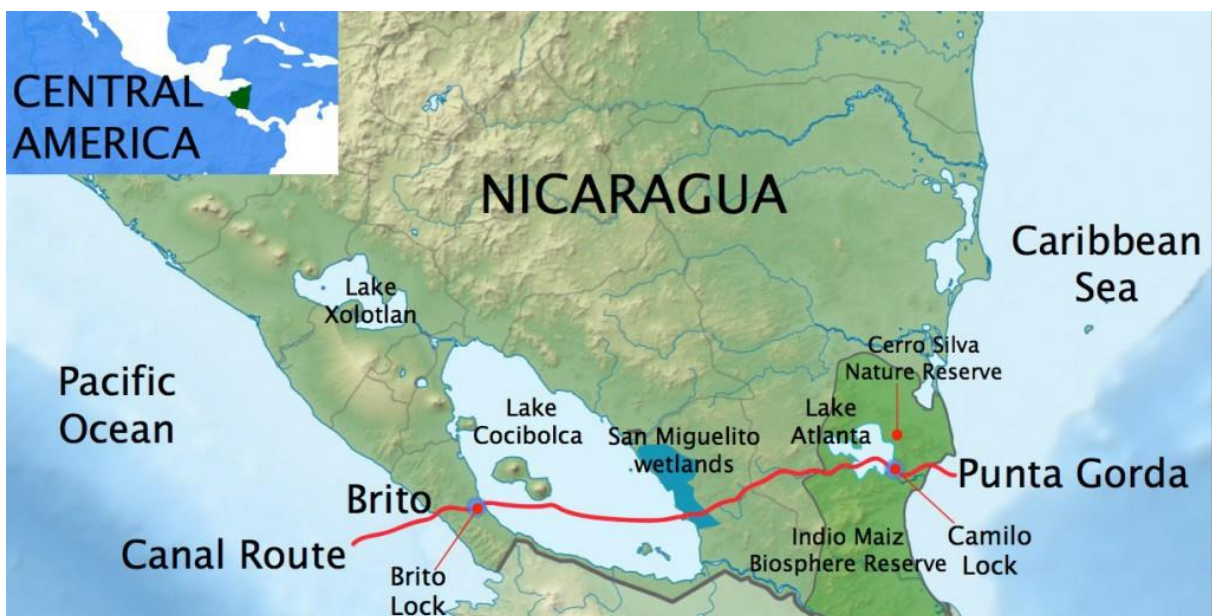 CENTRAL
AMERICA
NICARAGUA
Caribbean
Sea
Lake
Xolotlan
Pacific
Ocean
Cerro Silva
Nature Reserve
Lake
Cocibolca
Lake
Atlanta
San Miguelito
wetlands
Punta Gorda
Brito
Canal Route
Brito
Lock
Indio Maiz
Biosphere Reserve
Camilo
Lock